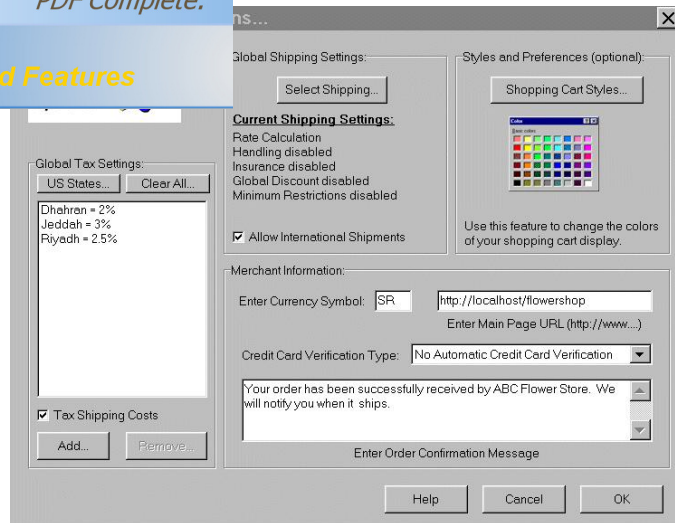 PDF Complete.
d Features
ns...
Global Shipping Settings:
Select Shipping...
Current Shipping Settings:
Rate Calculation
Handling disabled
Insurance disabled
Global Discount disabled
Minimum Restrictions disabled
Allow International Shipments
Styles and Preferences (optional):
Shopping Cart Styles...
Color
Use this feature to change the colors
of your shopping cart display.
Global Tax Settings:
US States... Clear All...
Dhahran = 2%
Jeddah = 3%
Riyadh = 2.5%
Tax Shipping Costs
Add... Remove...
Merchant Information:
Enter Currency Symbol: SR http://localhost/flowershop
Enter Main Page URL (http://www....)
Credit Card Verification Type: No Automatic Credit Card Verification
Your order has been successfully received by ABC Flower Store. We
will notify you when it ships.
Enter Order Confirmation Message
Help Cancel OK